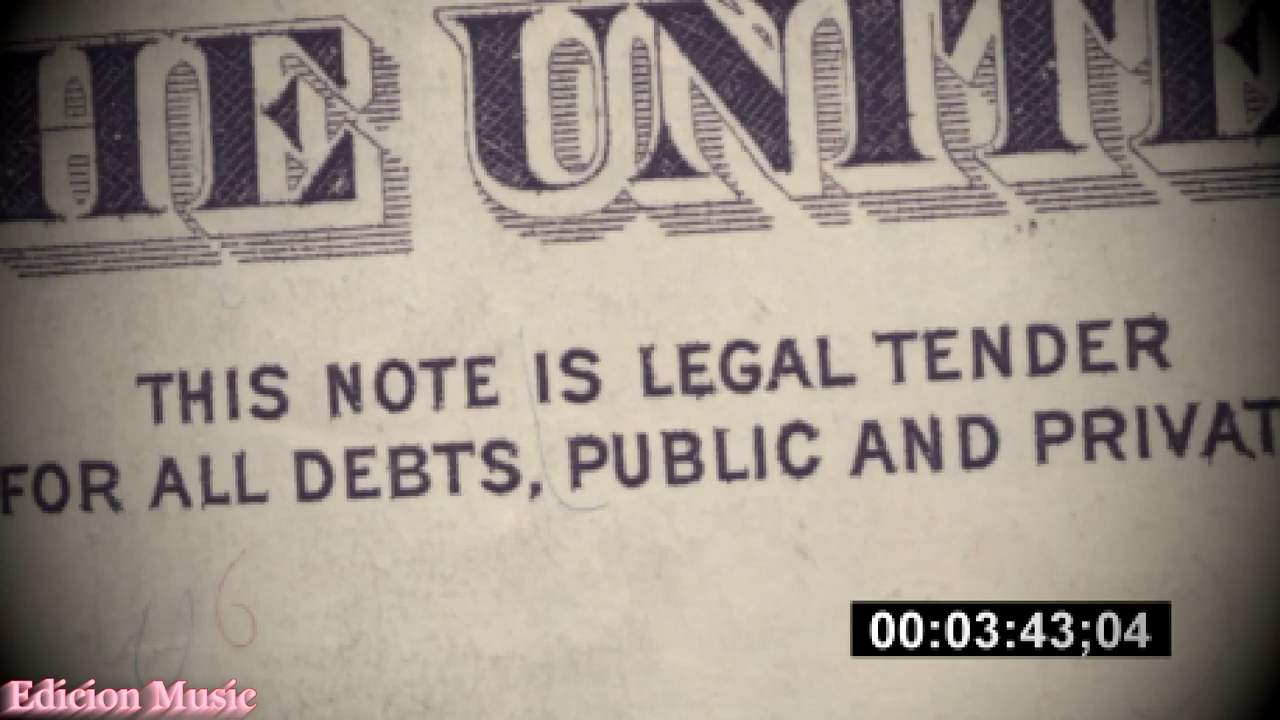 HE UNITE
THIS NOTE IS LEGAL TENDER
FOR ALL DEBTS, PUBLIC AND PRIVAT
00:03:43;04
Edicion Music